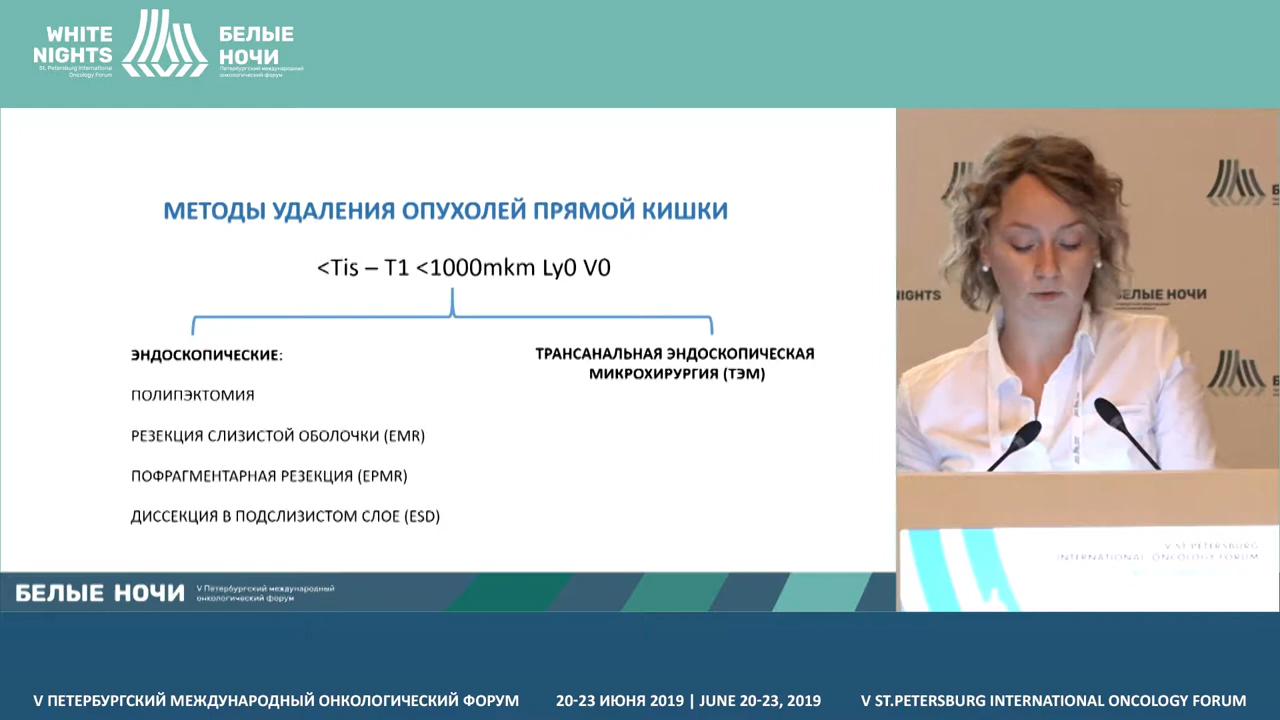 WHITE
NIGHTS
St. Petersburg International
Oncology Forum
БЕЛЫЕ
НОЧИ
Петербургский международный
онкологический форум
МЕТОДЫ УДАЛЕНИЯ ОПУХОЛЕЙ ПРЯМОЙ КИШКИ
<Tis – T1 <1000mkm Ly0 V0
ЭНДОСКОПИЧЕСКИЕ:
ПОЛИПЭКТОМИЯ
РЕЗЕКЦИЯ СЛИЗИСТОЙ ОБОЛОЧКИ (EMR)
ПОФРАГМЕНТАРНАЯ РЕЗЕКЦИЯ (EPMR)
ДИССЕКЦИЯ В ПОДСЛИЗИСТОМ СЛОЕ (ESD)
ТРАНСАНАЛЬНАЯ ЭНДОСКОПИЧЕСКАЯ
МИКРОХИРУРГИЯ (ТЭМ)
БЕЛЫЕ НОЧИ
V Петербургский международный
онкологический форум
NIGHTS
БЕЛЫЕ НОЧИ
V ST.PETERSBURG
INTERNATIONAL ONCOLOGY FORUM
V ПЕТЕРБУРГСКИЙ МЕЖДУНАРОДНЫЙ ОНКОЛОГИЧЕСКИЙ ФОРУМ
20-23 ИЮНЯ 2019 | JUNE 20-23, 2019
V ST.PETERSBURG INTERNATIONAL ONCOLOGY FORUM